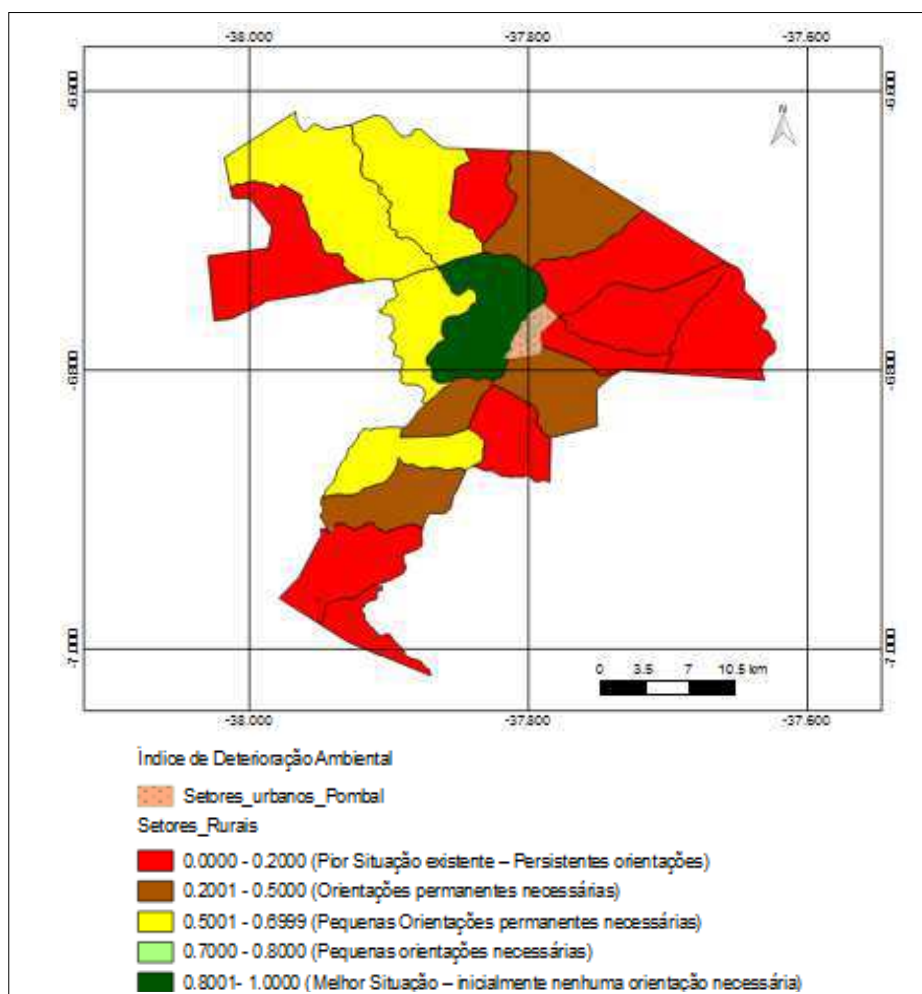 -38.000 -37.800 -37.600
-6.600 -6.600
N
-6.800 -6.800
-7.000 -7.000
0 3.5 7 10.5 km
-38.000 -37.800 -37.600
Índice de Deterioração Ambiental
Setores_urbanos_Pombal
Setores_Rurais
0.0000 - 0.2000 (Pior Situação existente – Persistentes orientações)
0.2001 - 0.5000 (Orientações permanentes necessárias)
0.5001 - 0.6999 (Pequenas Orientações permanentes necessárias)
0.7000 - 0.8000 (Pequenas orientações necessárias)
0.8001- 1.0000 ( Melhor Situação – inicialmente nenhuma orientação necessária)